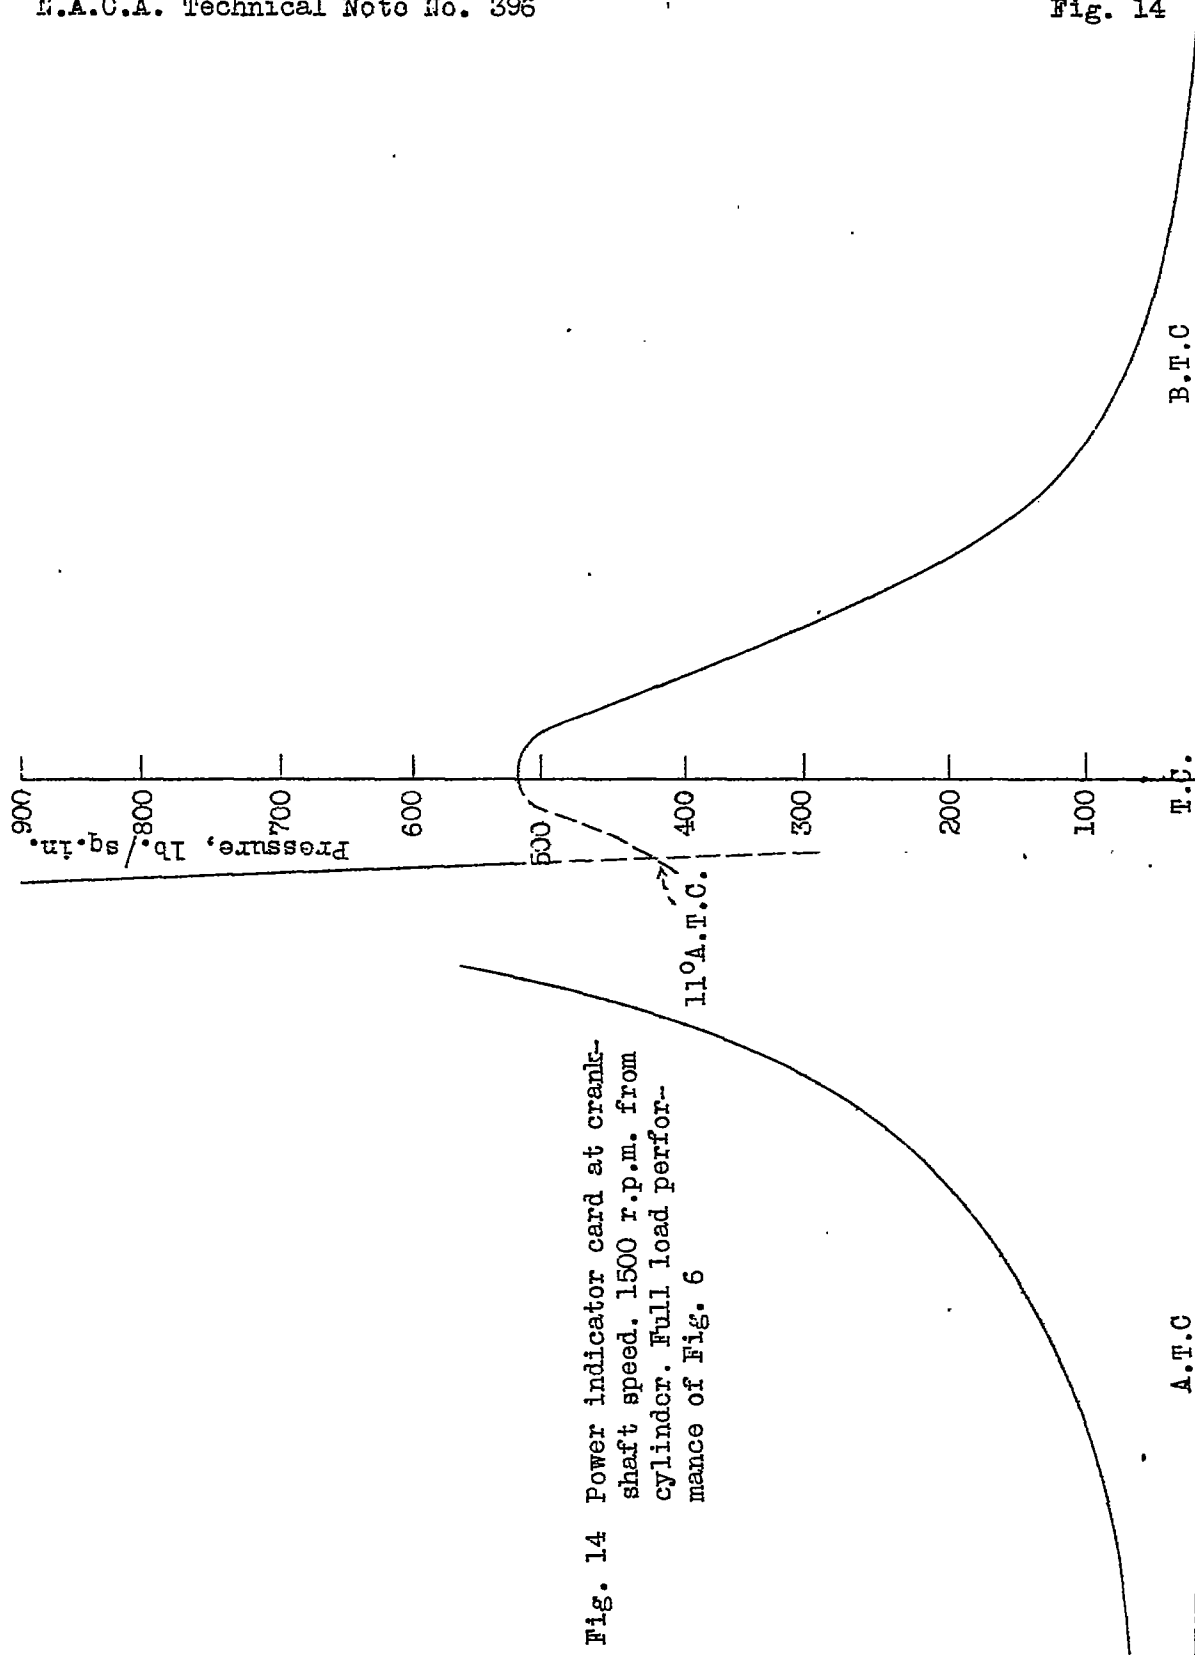 N.A.C.A. Technical Note No. 396
Fig. 14
900
800
700
600
500
400
300
200
100
Pressure, lb./sq.in.
11°A.T.C.
T.C.
B.T.C
A.T.C
Fig. 14 Power indicator card at crank-
shaft speed. 1500 r.p.m. from
cylinder. Full load perfor-
mance of Fig. 6